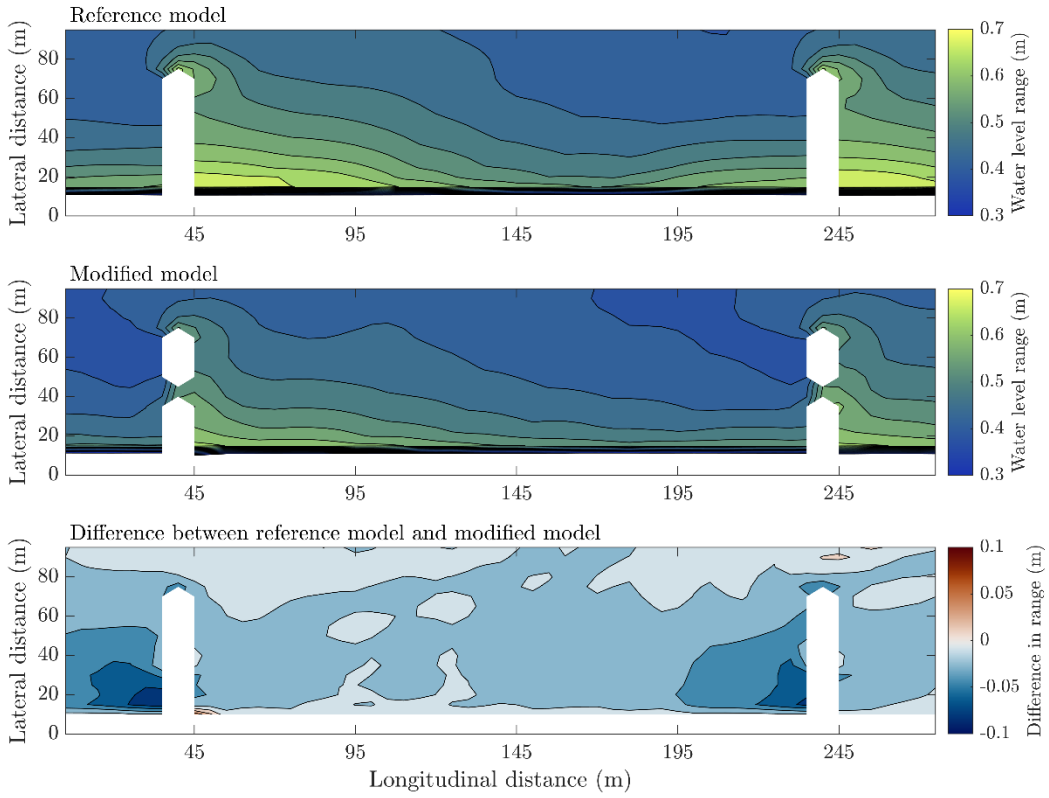 Reference model
Lateral distance (m)
80
60
40
20
0
45 95 145 195 245
0.7
0.6
0.5
0.4
0.3
Water level range (m)
Modified model
Lateral distance (m)
80
60
40
20
0
45 95 145 195 245
0.7
0.6
0.5
0.4
0.3
Water level range (m)
Difference between reference model and modified model
Lateral distance (m)
80
60
40
20
0
45 95 145 195 245
Longitudinal distance (m)
0.1
0.05
0
-0.05
-0.1
Difference in range (m)